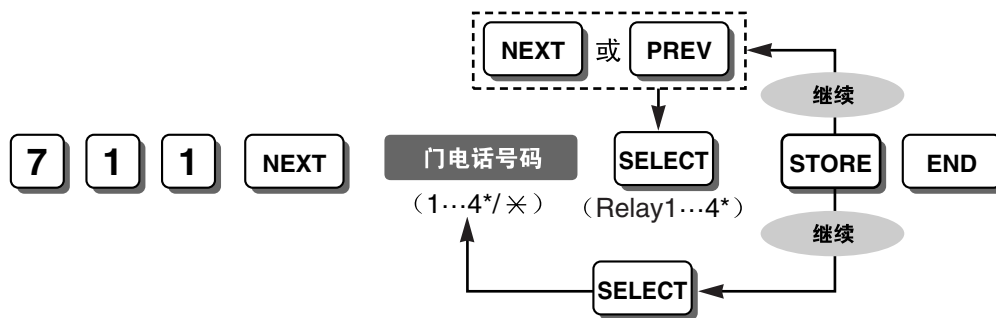 NEXT 或 PREV
继续
7 1 1 NEXT 门电话号码 SELECT STORE END
（1…4*/✳） （Relay1…4*）
继续
SELECT